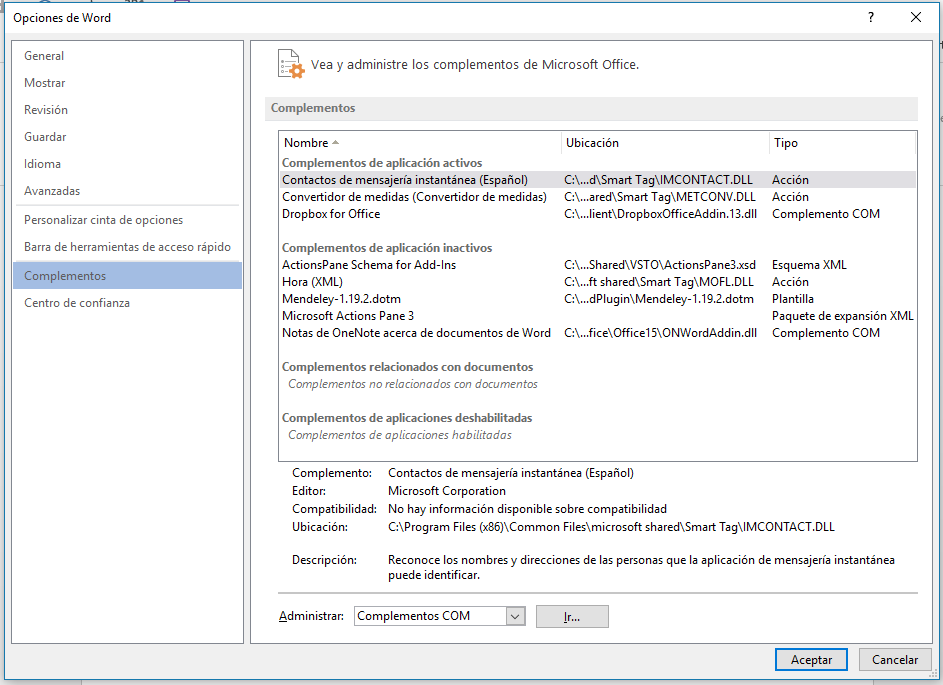 Opciones de Word
?
General
Mostrar
Revisión
Guardar
Idioma
Avanzadas
Personalizar cinta de opciones
Barra de herramientas de acceso rápido
Complementos
Centro de confianza
Vea y administre los complementos de Microsoft Office.
Complementos
Nombre Ubicación Tipo
Complementos de aplicación activos
Contactos de mensajería instantánea (Español) C:\...d\Smart Tag\IMCONTACT.DLL Acción
Convertidor de medidas (Convertidor de medidas) C:\...ared\Smart Tag\METCONV.DLL Acción
Dropbox for Office C:\...lient\DropboxOfficeAddin.13.dll Complemento COM
Complementos de aplicación inactivos
ActionsPane Schema for Add-Ins C:\...Shared\VSTO\ActionsPane3.xsd Esquema XML
Hora (XML) C:\...ft shared\Smart Tag\MOFL.DLL Acción
Mendeley-1.19.2.dotm C:\...dPlugin\Mendeley-1.19.2.dotm Plantilla
Microsoft Actions Pane 3 Paquete de expansión XML
Notas de OneNote acerca de documentos de Word C:\...fice\Office15\ONWordAddin.dll Complemento COM
Complementos relacionados con documentos
Complementos no relacionados con documentos
Complementos de aplicaciones deshabilitadas
Complementos de aplicaciones habilitadas
Complemento: Contactos de mensajería instantánea (Español)
Editor: Microsoft Corporation
Compatibilidad: No hay información disponible sobre compatibilidad
Ubicación: C:\Program Files (x86)\Common Files\microsoft shared\Smart Tag\IMCONTACT.DLL
Descripción: Reconoce los nombres y direcciones de las personas que la aplicación de mensajería instantánea
puede identificar.
Administrar: Complementos COM Ir...
Aceptar Cancelar